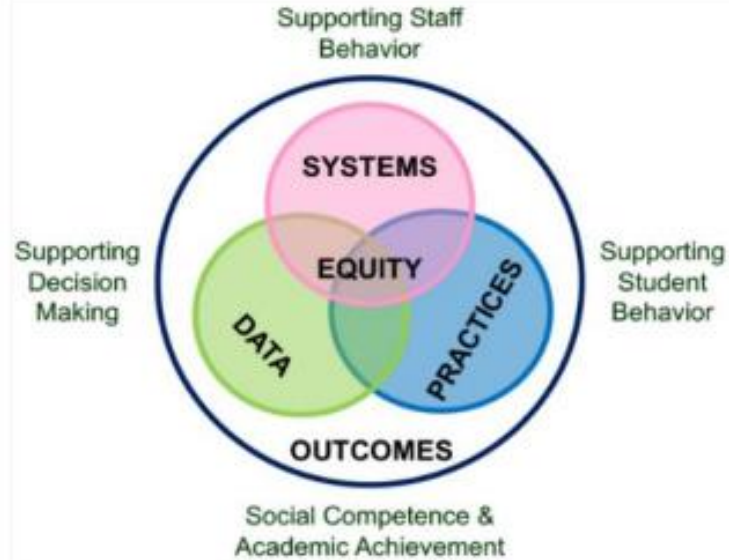 Supporting Staff
Behavior
SYSTEMS
Supporting
Decision
Making
EQUITY
Supporting
Student
Behavior
DATA
PRACTICES
OUTCOMES
Social Competence &
Academic Achievement